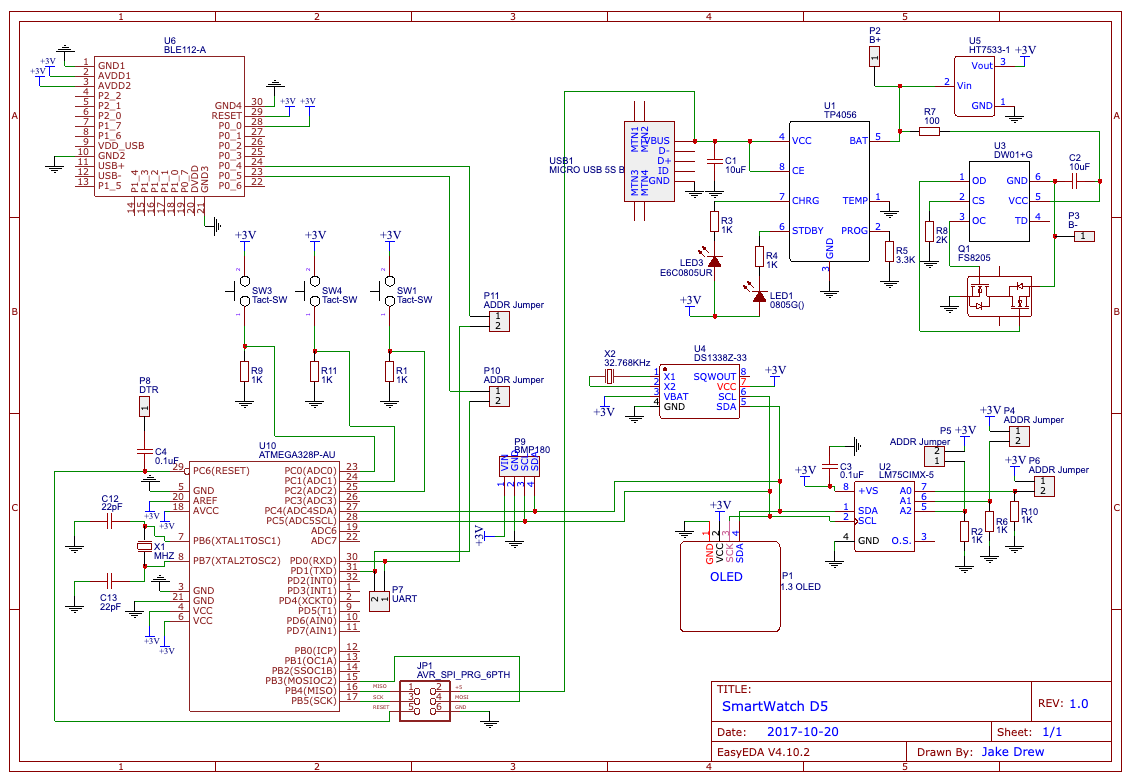 1 2 3 4 5
A B C
U6
BLE112-A
+3V
+3V
1 GND1
2 AVDD1
3 AVDD2
4 P2_2
5 P2_1
6 P2_0
7 P1_7
8 P1_6
9 VDD_USB
10 GND2
11 USB+
12 USB-
13 P1_5
GND4 30
RESET 29
P0_0 28
P0_1 27
P0_2 26
P0_3 25
P0_4 24
P0_5 23
P0_6 22
+3V +3V
P1_4 P1_3 P1_2 P1_1 P1_0 P0_7 DVDD GND3
14 15 16 17 18 19 20 21
+3V +3V +3V
2 2 2
SW3
Tact-SW
SW4
Tact-SW
SW1
Tact-SW
1 1 1
R9
1K
R11
1K
R1
1K
P11
ADDR Jumper
1
2
P10
ADDR Jumper
1
2
USB1
MICRO USB 5S B
MTN1 MTN2
MTN3 MTN4
VBUS
D-
D+
ID
GND
C1
10uF
U1
TP4056
4 VCC
8 CE
7 CHRG
6 STDBY
BAT 5
TEMP 1
PROG 2
GND
3
R3
1K
LED3
E6C0805UR
R4
1K
LED1
0805G()
+3V
R5
3.3K
P2
B+
1
U5
HT7533-1
+3V
Vout 3
2 Vin
GND 1
R7
100
U3
DW01+G
1 OD
2 CS
3 OC
GND 6
VCC 5
TD 4
C2
10uF
P3
B-
1
R8
2K
Q1
FS8205
X2
32.768KHz
U4
DS1338Z-33
1 X1
2 X2
3 VBAT
4 GND
SQWOUT 8
VCC 7
SCL 6
SDA 5
+3V
+3V
P8
DTR
1
C4
0.1uF
U10
ATMEGA328P-AU
29 PC6(RESET)
5 GND
20 AREF
18 AVCC
7 PB6(XTAL1TOSC1)
8 PB7(XTAL2TOSC2)
3 GND
21 GND
4 VCC
6 VCC
PC0(ADC0) 23
PC1(ADC1) 24
PC2(ADC2) 25
PC3(ADC3) 26
PC4(ADC4SDA) 27
PC5(ADC5SCL) 28
ADC6 19
ADC7 22
PD0(RXD) 30
PD1(TXD) 31
PD2(INT0) 32
PD3(INT1) 1
PD4(XCKT0) 2
PD5(T1) 9
PD6(AIN0) 10
PD7(AIN1) 11
PB0(ICP) 12
PB1(OC1A) 13
PB2(SSOC1B) 14
PB3(MOSIOC2) 15
PB4(MISO) 16
PB5(SCK) 17
C12
22pF
+3V
+3V
X1
MHZ
C13
22pF
+3V
+3V
P7
UART
2 1
P9
BMP180
VIN GND SCL SDA
1 2 3 4
+3V
JP1
AVR_SPI_PRG_6PTH
MISO 1 2 +5
SCK 3 4 MOSI
RESET 5 6 GND
+3V
1 2 3 4
GND VCC SCK SDA
OLED
P1
1.3 OLED
C3
0.1uF
+3V
U2
LM75CIMX-5
8 +VS
1 SDA
2 SCL
4 GND
A0 7
A1 6
A2 5
O.S. 3
P5
ADDR Jumper
+3V
2
1
+3V
P4
ADDR Jumper
1
2
+3V
P6
ADDR Jumper
1
2
R2
1K
R6
1K
R10
1K
TITLE:
SmartWatch D5
REV: 1.0
Date: 2017-10-20
Sheet: 1/1
EasyEDA V4.10.2
Drawn By: Jake Drew
1 2 3 4 5
A B C